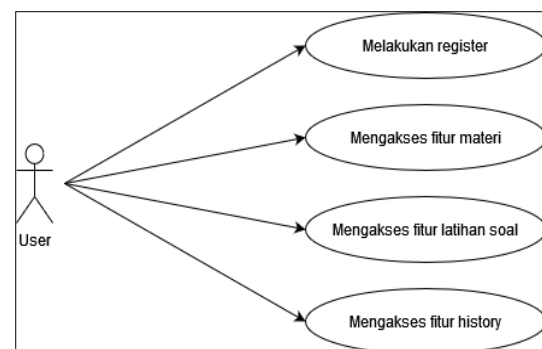 Melakukan register
Mengakses fitur materi
Mengakses fitur latihan soal
User
Mengakses fitur history